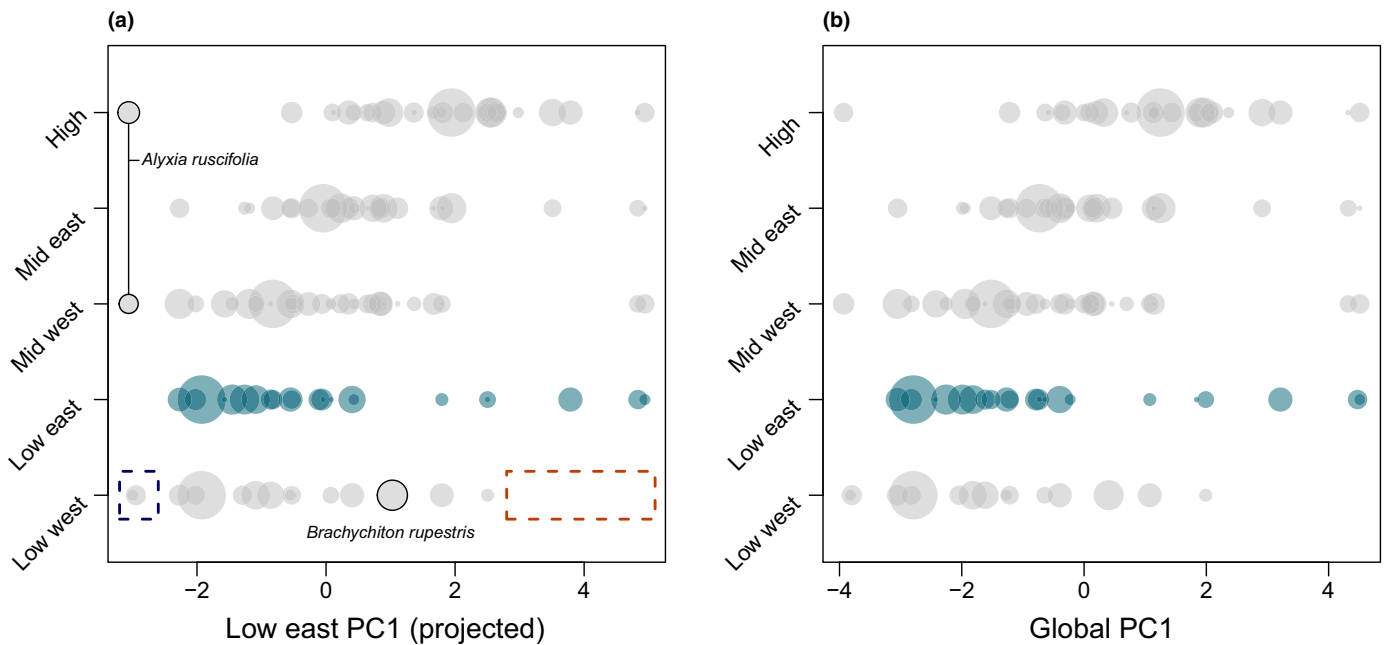 (a)
High
Mid east
Mid west
Low east
Low west
Alyxia ruscifolia
Brachychiton rupestris
−2
0
2
4
Low east PC1 (projected)
(b)
High
Mid east
Mid west
Low east
Low west
−4
−2
0
2
4
Global PC1